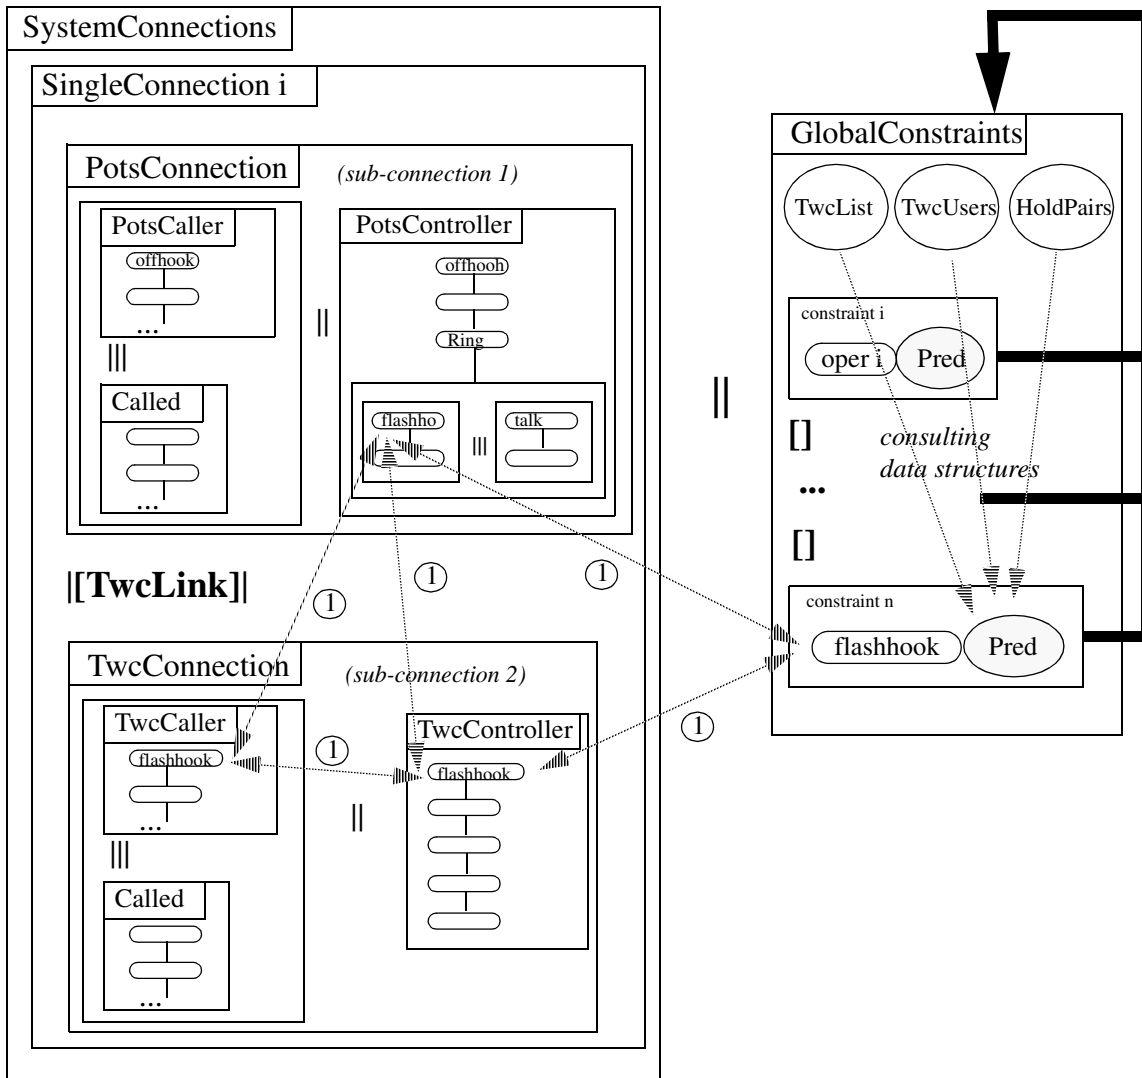 SystemConnections
SingleConnection i
PotsConnection
(sub-connection 1)
PotsCaller
offhook
...
|||
Called
...
||
PotsController
offhooh
Ring
flashho
|||
talk
|[TwcLink]|
1
1
1
TwcConnection
(sub-connection 2)
TwcCaller
flashhook
...
|||
Called
...
1
||
TwcController
flashhook
1
||
GlobalConstraints
TwcList
TwcUsers
HoldPairs
constraint i
oper i
Pred
[]
consulting
data structures
...
[]
constraint n
flashhook
Pred